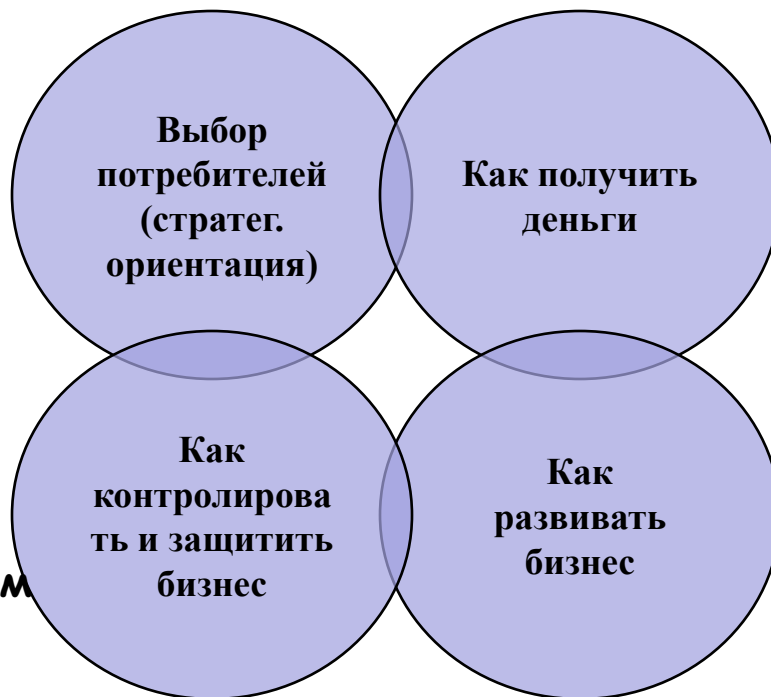 Выбор
потребителей
(стратег.
ориентация)
Как получить
деньги
Как
контролирова
ть и защитить
бизнес
Как
развивать
бизнес
м